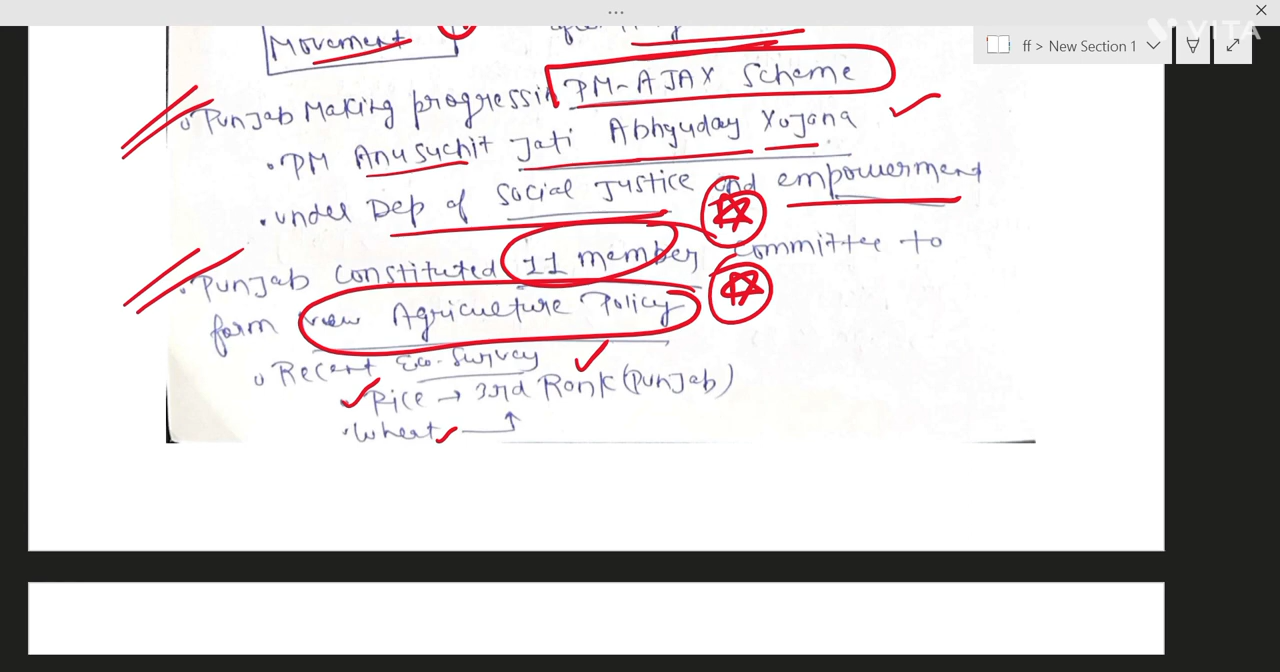 ...
VITA
ff > New Section 1
Movement
Punjab Making progress in PM-AJAY Scheme
• PM Anusuchit Jati Abhyuday Yojana
• under Dep of Social Justice and empowerment
• Punjab constituted 11 member committee to
form new Agriculture Policy
Recent Eco-Survey
Rice → 3rd Rank (Punjab)
• Wheat